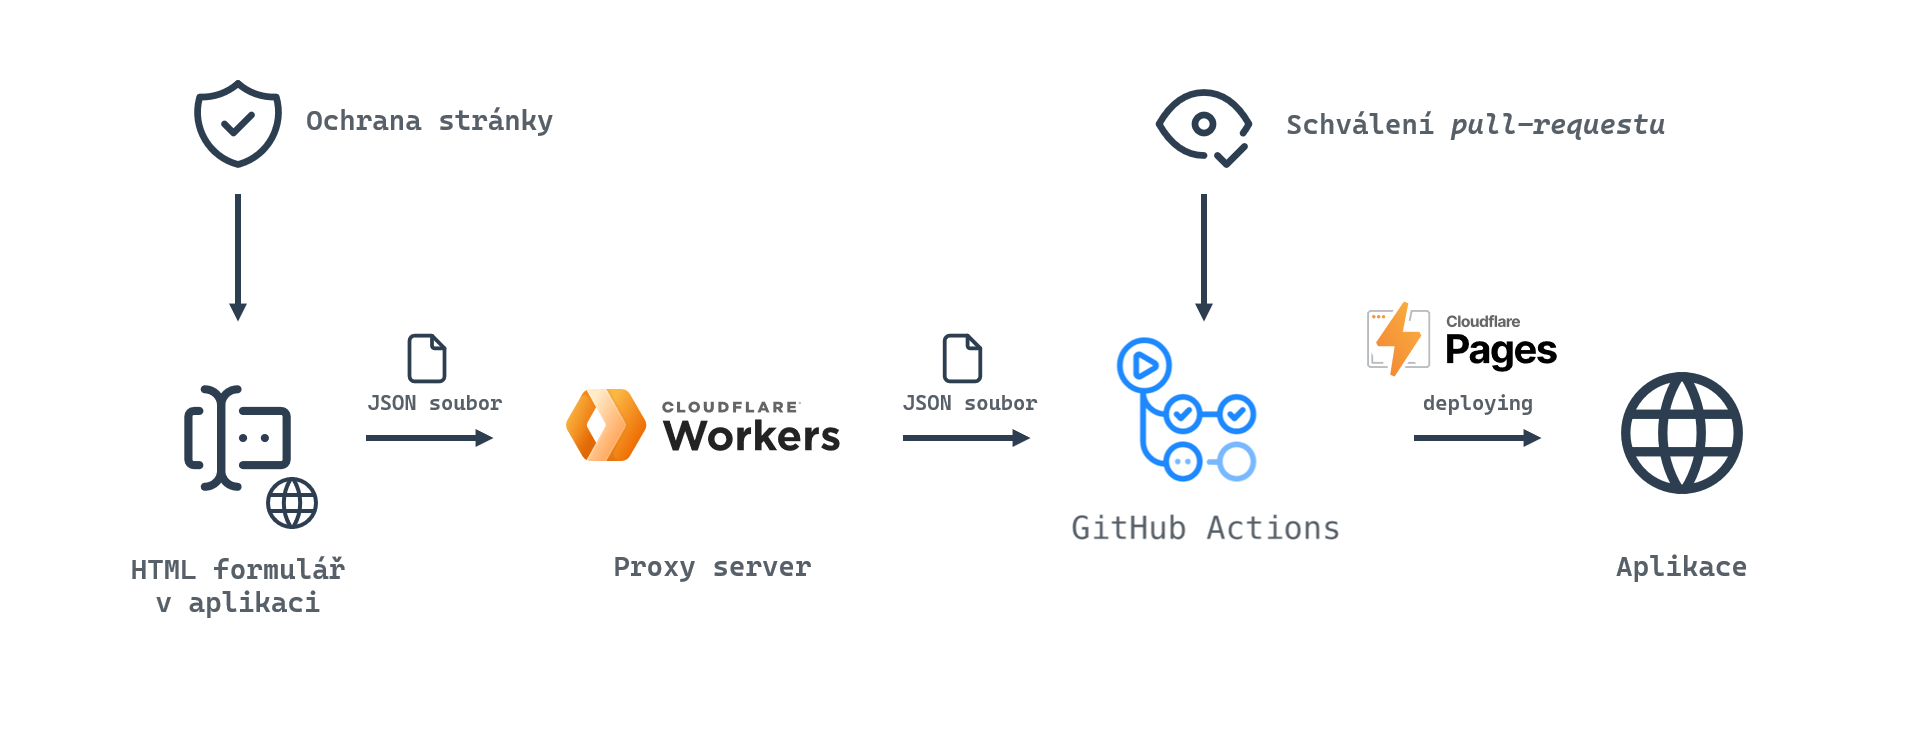 Ochrana stránky
Schválení pull-requestu
Cloudflare
Pages
JSON soubor
CLOUDFLARE
Workers
JSON soubor
deploying
GitHub Actions
HTML formulář
v aplikaci
Proxy server
Aplikace